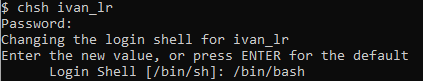 $ chsh ivan_lr
Password:
Changing the login shell for ivan_lr
Enter the new value, or press ENTER for the default
Login Shell [/bin/sh]: /bin/bash